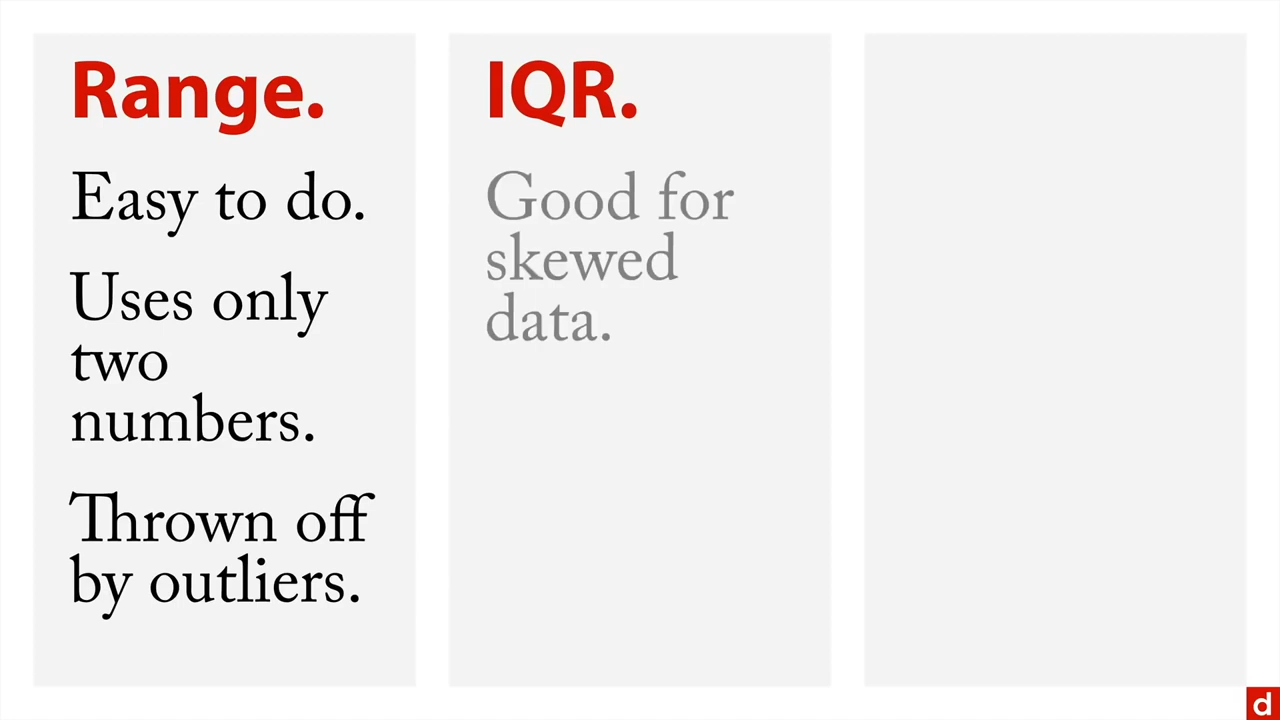 Range.
Easy to do.
Uses only
two
numbers.
Thrown off
by outliers.
IQR.
Good for
skewed
data.
d